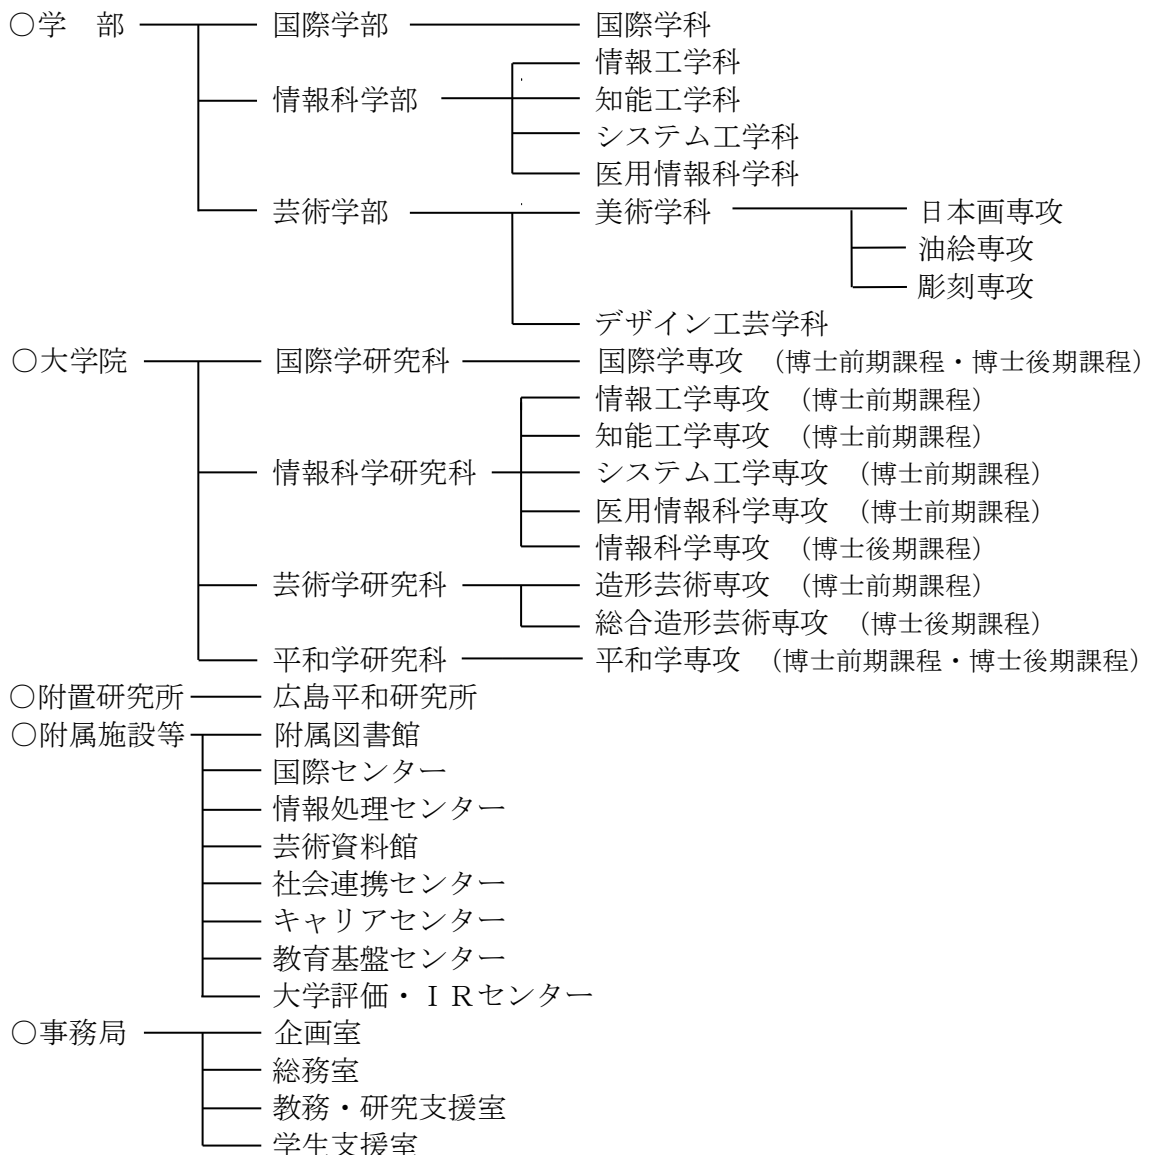 ○学　部 国際学部 国際学科
情報工学科
情報科学部 知能工学科
システム工学科
医用情報科学科
芸術学部 美術学科 日本画専攻
油絵専攻
彫刻専攻
デザイン工芸学科
○大学院 国際学研究科 国際学専攻 （博士前期課程・博士後期課程）
情報工学専攻 （博士前期課程）
知能工学専攻 （博士前期課程）
情報科学研究科 システム工学専攻 （博士前期課程）
医用情報科学専攻 （博士前期課程）
情報科学専攻 （博士後期課程）
芸術学研究科 造形芸術専攻 （博士前期課程）
総合造形芸術専攻 （博士後期課程）
平和学研究科 平和学専攻 （博士前期課程・博士後期課程）
○附置研究所 広島平和研究所
○附属施設等 附属図書館
国際センター
情報処理センター
芸術資料館
社会連携センター
キャリアセンター
教育基盤センター
大学評価・ＩＲセンター
○事務局 企画室
総務室
教務・研究支援室
学生支援室